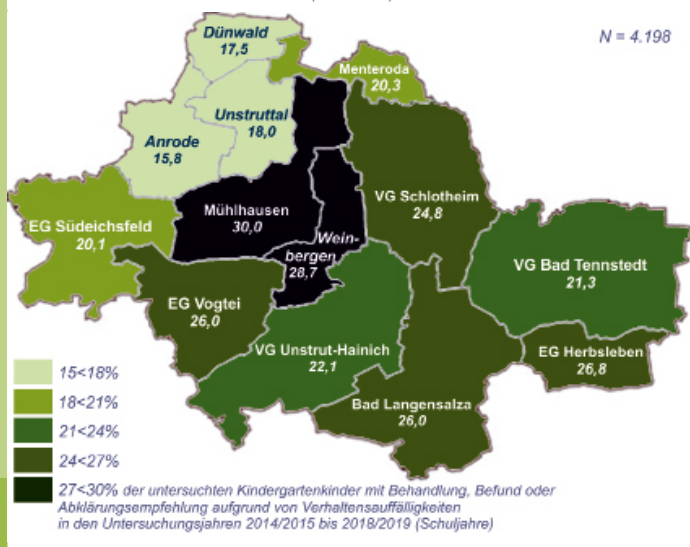 N = 4.198
Dünwald
17,5
Menteroda
20,3
Unstruttal
18,0
Anrode
15,8
VG Schlotheim
24,8
Mühlhausen
30,0
EG Südeichsfeld
20,1
Wein-
bergen
28,7
VG Bad Tennstedt
21,3
EG Vogtei
26,0
VG Unstrut-Hainich
22,1
EG Herbsleben
26,8
Bad Langensalza
26,0
15<18%
18<21%
21<24%
24<27%
27<30% der untersuchten Kindergartenkinder mit Behandlung, Befund oder
Abklärungsempfehlung aufgrund von Verhaltensauffälligkeiten
in den Untersuchungsjahren 2014/2015 bis 2018/2019 (Schuljahre)